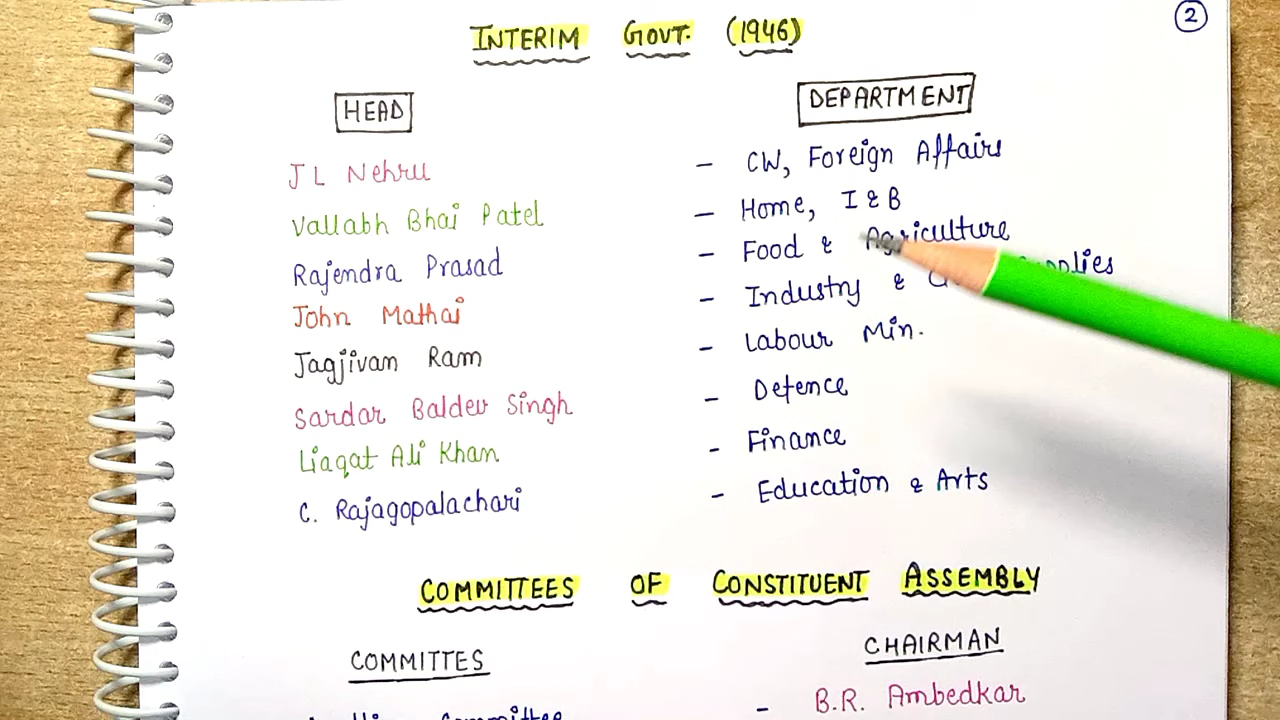 2
INTERIM GOVT. (1946)
HEAD DEPARTMENT
J L Nehru - CW, Foreign Affairs
Vallabh Bhai Patel - Home, I & B
Rajendra Prasad - Food & Agriculture
John Mathai - Industry &
Jagjivan Ram - Labour Min.
Sardar Baldev Singh - Defence
Liaqat Ali Khan - Finance
C. Rajagopalachari - Education & Arts
COMMITTEES OF CONSTITUENT ASSEMBLY
COMMITTES CHAIRMAN
Committee - B.R. Ambedkar